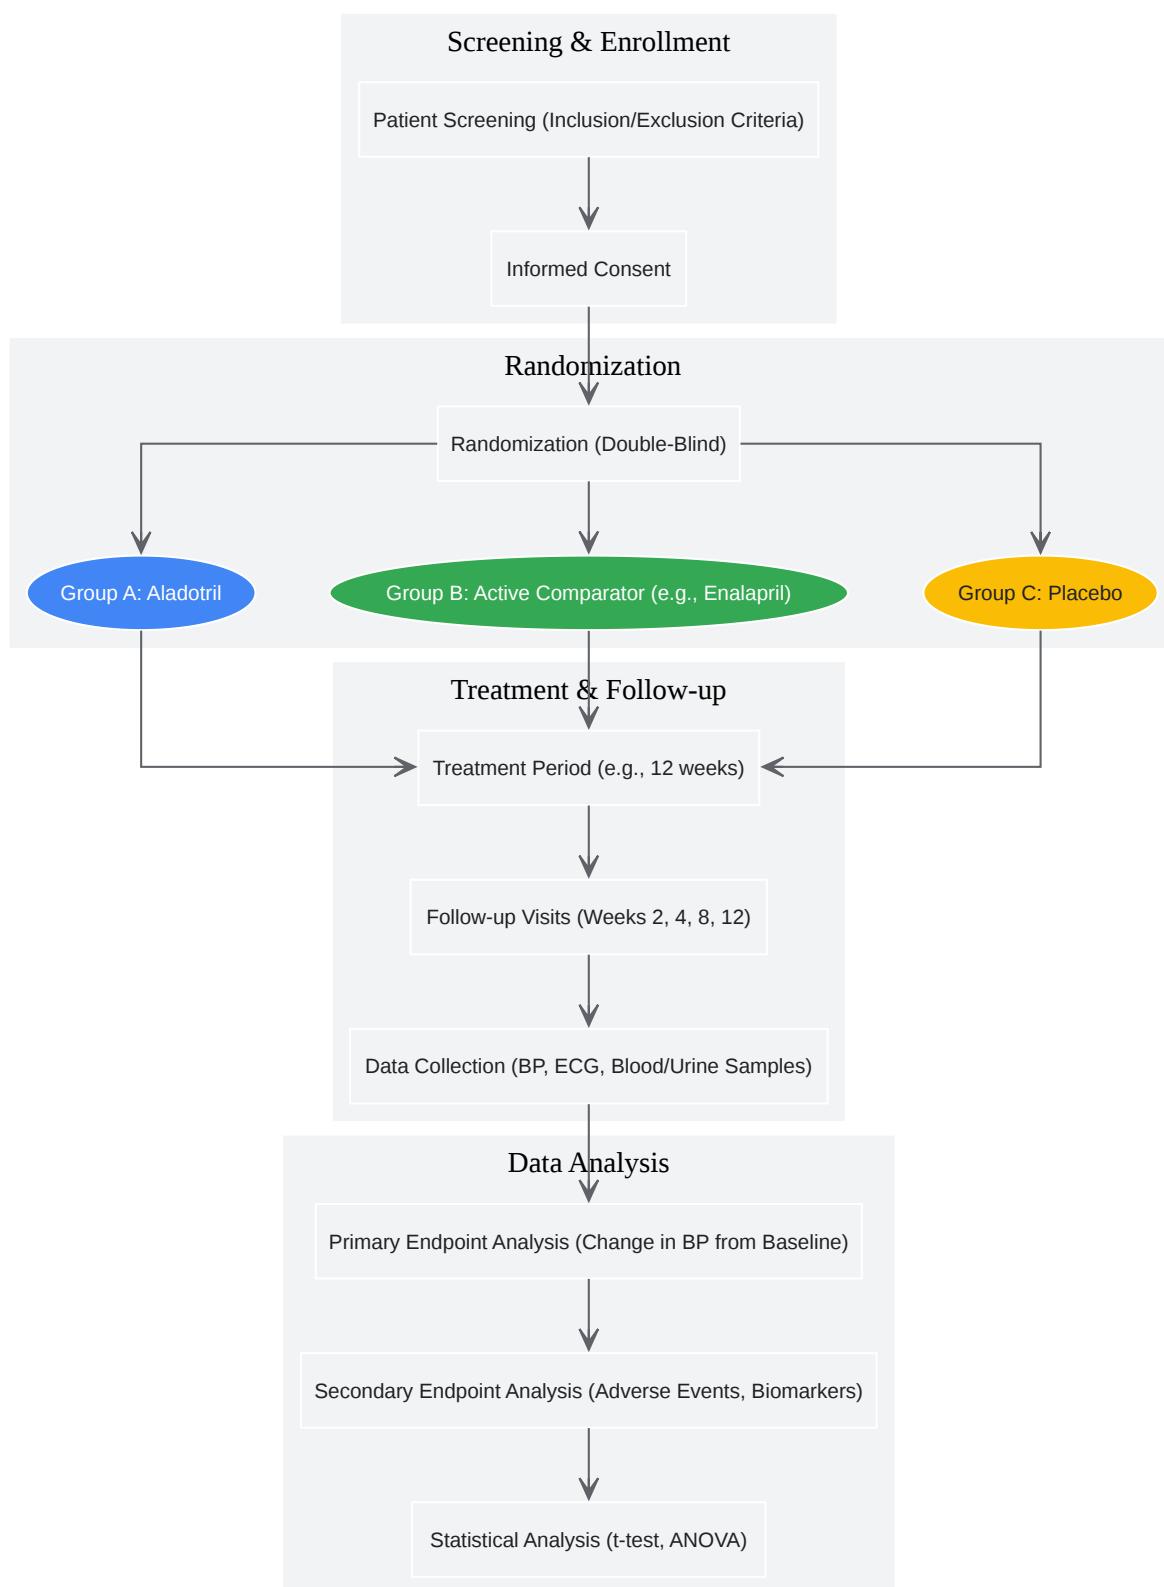 Screening & Enrollment
Patient Screening (Inclusion/Exclusion Criteria)
Informed Consent
Randomization
Randomization (Double-Blind)
Group A: Aladotril
Group B: Active Comparator (e.g., Enalapril)
Group C: Placebo
Treatment & Follow-up
Treatment Period (e.g., 12 weeks)
Follow-up Visits (Weeks 2, 4, 8, 12)
Data Collection (BP, ECG, Blood/Urine Samples)
Data Analysis
Primary Endpoint Analysis (Change in BP from Baseline)
Secondary Endpoint Analysis (Adverse Events, Biomarkers)
Statistical Analysis (t-test, ANOVA)